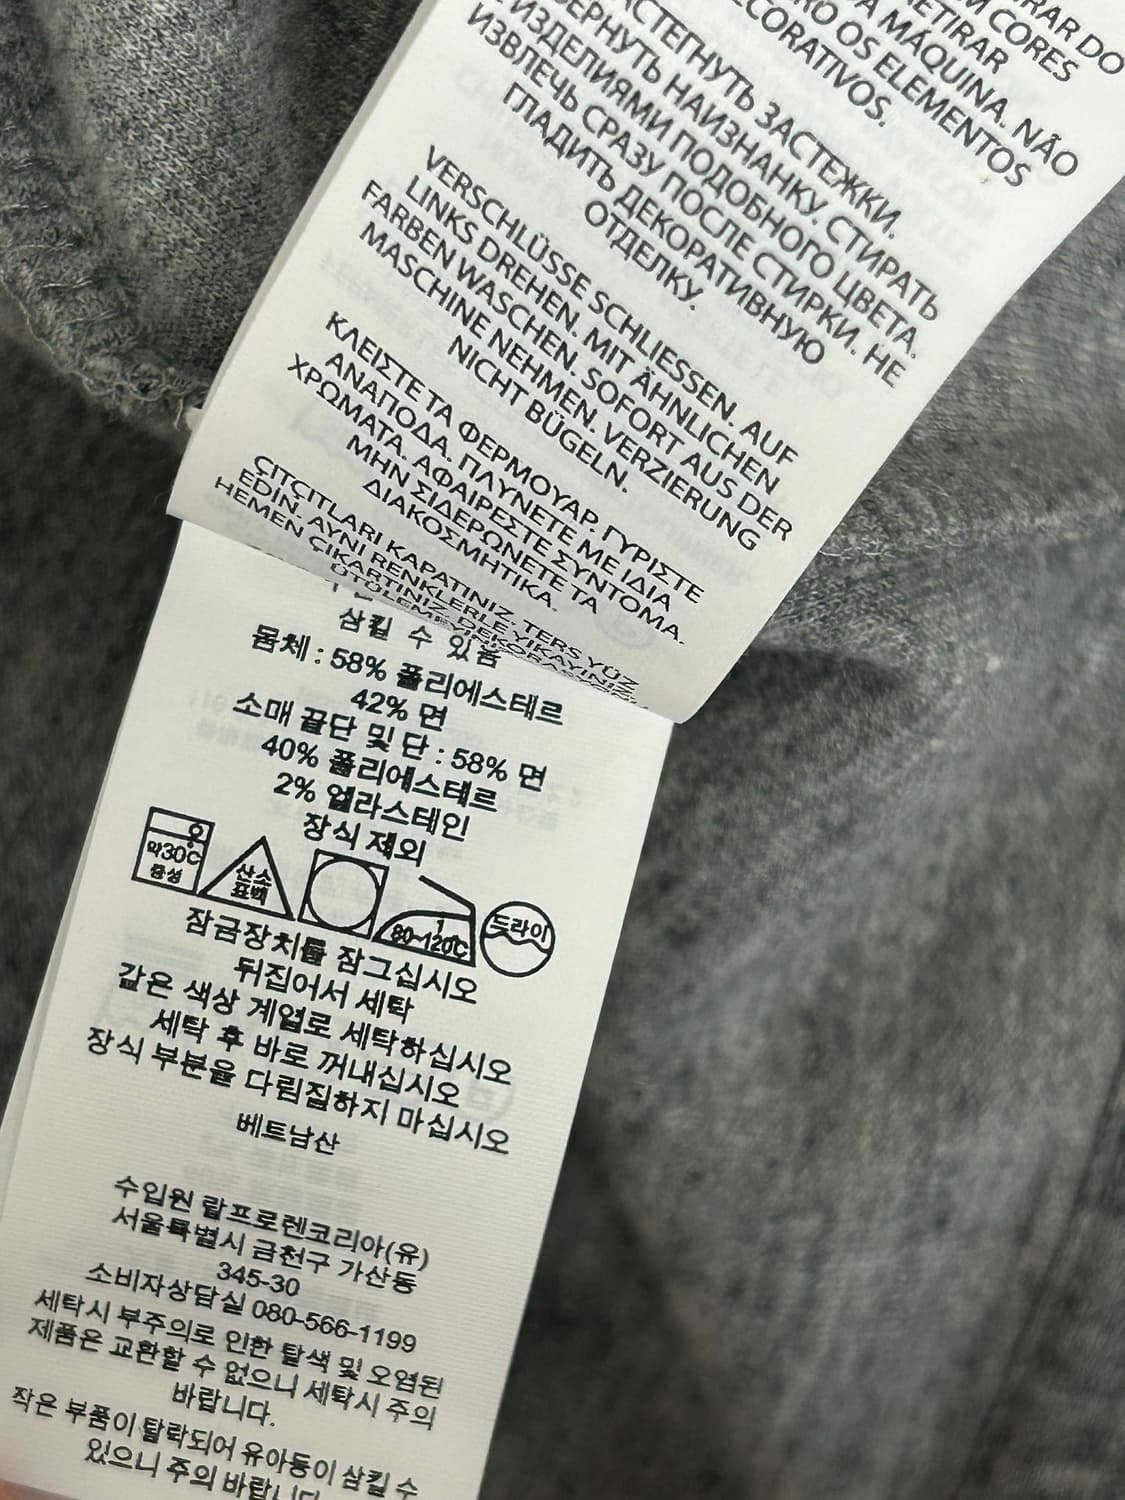 RAR DO
M CORES
RETIRAR
DA MÁQUINA. NÃO
RO OS ELEMENTOS
ECORATIVOS.
ЗАСТЕГНУТЬ ЗАСТЕЖКИ.
ВЕРНУТЬ НАИЗНАНКУ. СТИРАТЬ
ИЗДЕЛИЯМИ ПОДОБНОГО ЦВЕТА.
ИЗВЛЕЧЬ СРАЗУ ПОСЛЕ СТИРКИ. НЕ
ГЛАДИТЬ ДЕКОРАТИВНУЮ
ОТДЕЛКУ.
VERSCHLÜSSE SCHLIESSEN. AUF
LINKS DREHEN. MIT ÄHNLICHEN
FARBEN WASCHEN. SOFORT AUS DER
MASCHINE NEHMEN. VERZIERUNG
NICHT BÜGELN.
ΚΛΕΙΣΤΕ ΤΑ ΦΕΡΜΟΥΑΡ. ΓΥΡΙΣΤΕ
ΑΝΑΠΟΔΑ. ΠΛΥΝΕΤΕ ΜΕ ΙΔΙΑ
ΧΡΩΜΑΤΑ. ΑΦΑΙΡΕΣΤΕ ΣΥΝΤΟΜΑ.
ΜΗΝ ΣΙΔΕΡΩΝΕΤΕ ΤΑ
ΔΙΑΚΟΣΜΗΤΙΚΑ.
ÇITÇITLARI KAPATINIZ. TERS YÜZ
EDIN. AYNI RENKLERLE YIKAYINIZ.
HEMEN ÇIKARTINIZ. DEKORASYONU
ÜTÜLEMEYIN
삼킬 수 있음
몸체 : 58% 폴리에스테르
42% 면
소매 끝단 및 단 : 58% 면
40% 폴리에스테르
2% 엘라스테인
장식 제외
약30℃
중성
산소
표백
80~120℃
드라이
잠금장치를 잠그십시오
뒤집어서 세탁
같은 색상 계열로 세탁하십시오
세탁 후 바로 꺼내십시오
장식 부분을 다림질하지 마십시오
베트남산
수입원 랄프로렌코리아(유)
서울특별시 금천구 가산동
345-30
소비자상담실 080-566-1199
세탁시 부주의로 인한 탈색 및 오염된
제품은 교환할 수 없으니 세탁시 주의
바랍니다.
작은 부품이 탈락되어 유아등이 삼킬 수
있으니 주의 바랍니다